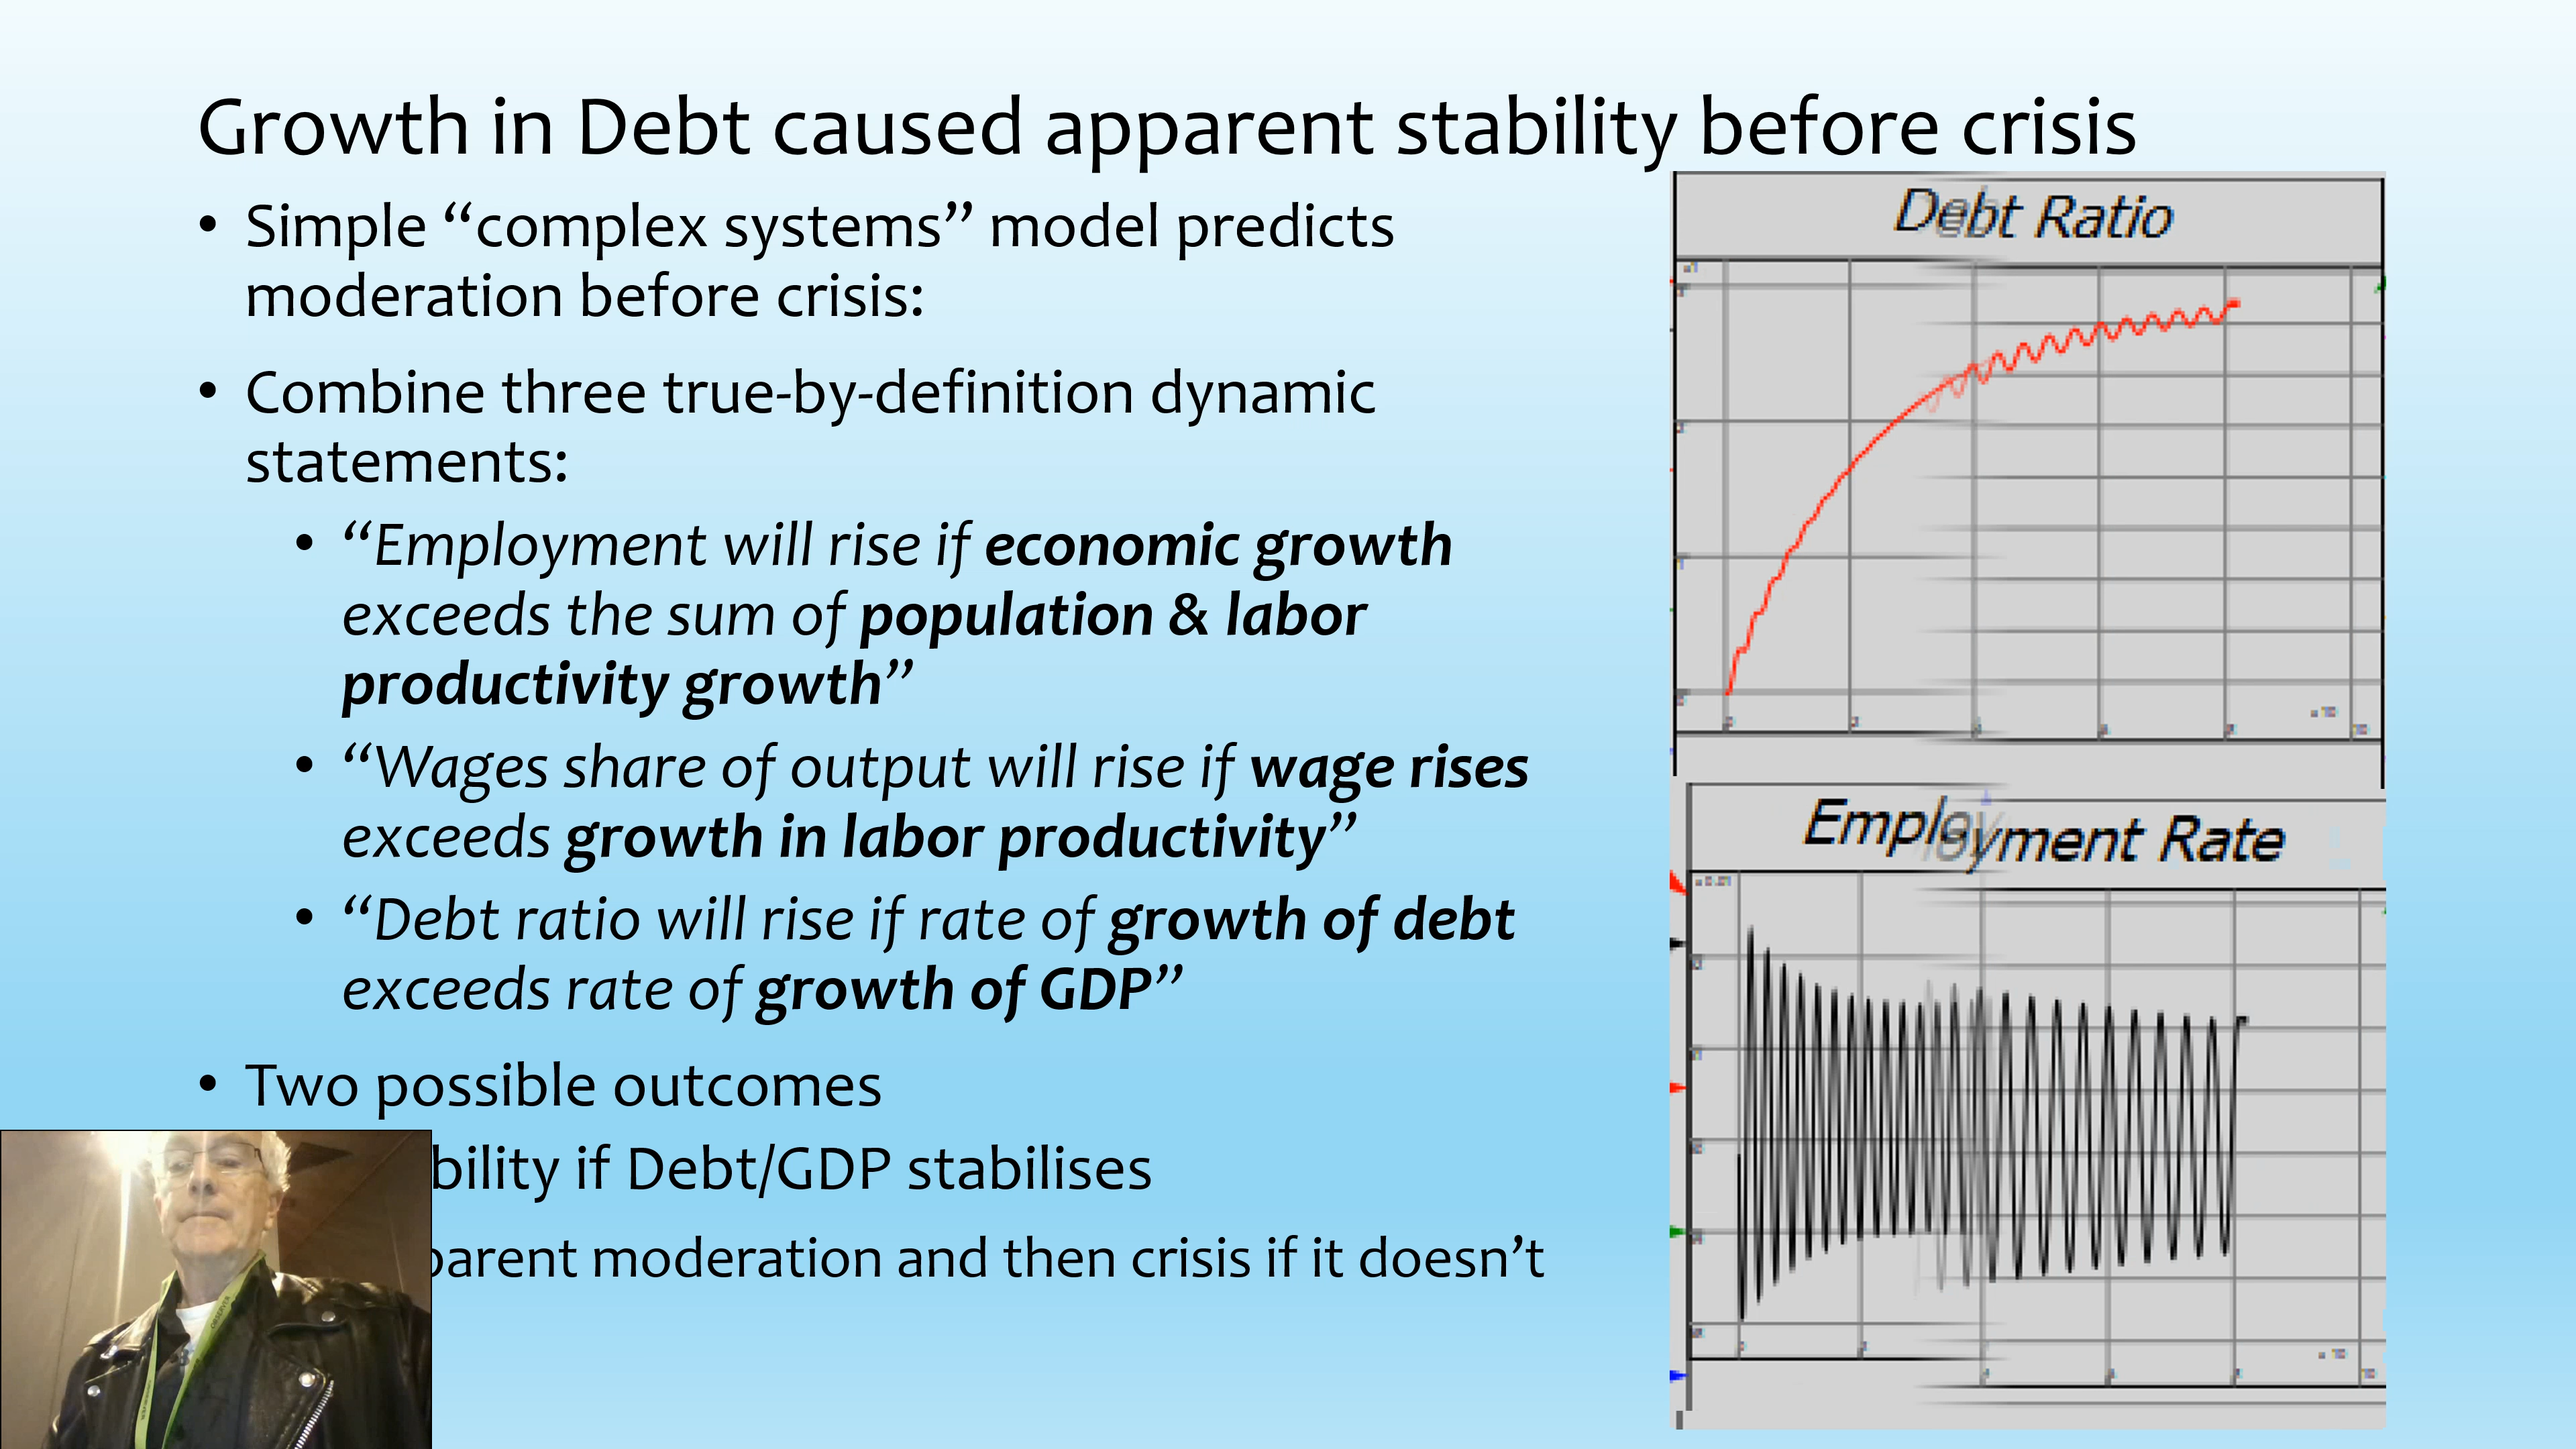 Growth in Debt caused apparent stability before crisis
• Simple “complex systems” model predicts
moderation before crisis:
• Combine three true-by-definition dynamic
statements:
• “Employment will rise if economic growth
exceeds the sum of population & labor
productivity growth”
• “Wages share of output will rise if wage rises
exceeds growth in labor productivity”
• “Debt ratio will rise if rate of growth of debt
exceeds rate of growth of GDP”
• Two possible outcomes
bility if Debt/GDP stabilises
parent moderation and then crisis if it doesn’t
Debt Ratio
Employment Rate
OBSERVER